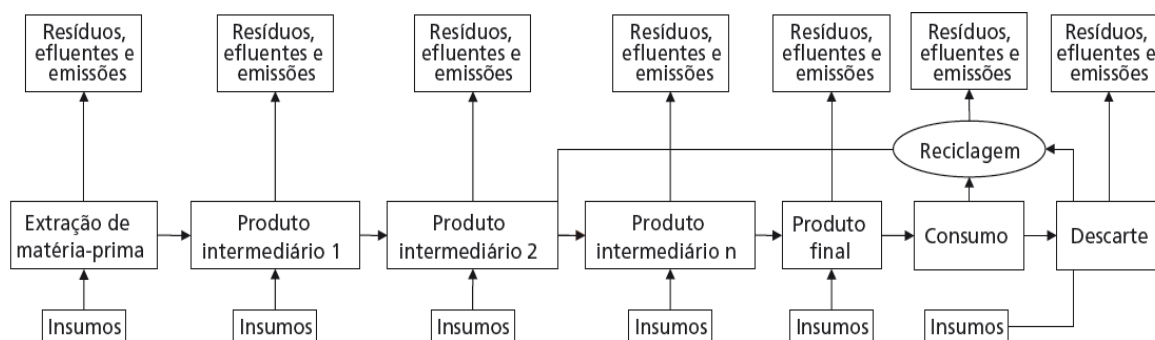 Resíduos,
efluentes e
emissões
Resíduos,
efluentes e
emissões
Resíduos,
efluentes e
emissões
Resíduos,
efluentes e
emissões
Resíduos,
efluentes e
emissões
Resíduos,
efluentes e
emissões
Resíduos,
efluentes e
emissões
Reciclagem
Extração de
matéria-prima
Produto
intermediário 1
Produto
intermediário 2
Produto
intermediário n
Produto
final
Consumo
Descarte
Insumos
Insumos
Insumos
Insumos
Insumos
Insumos